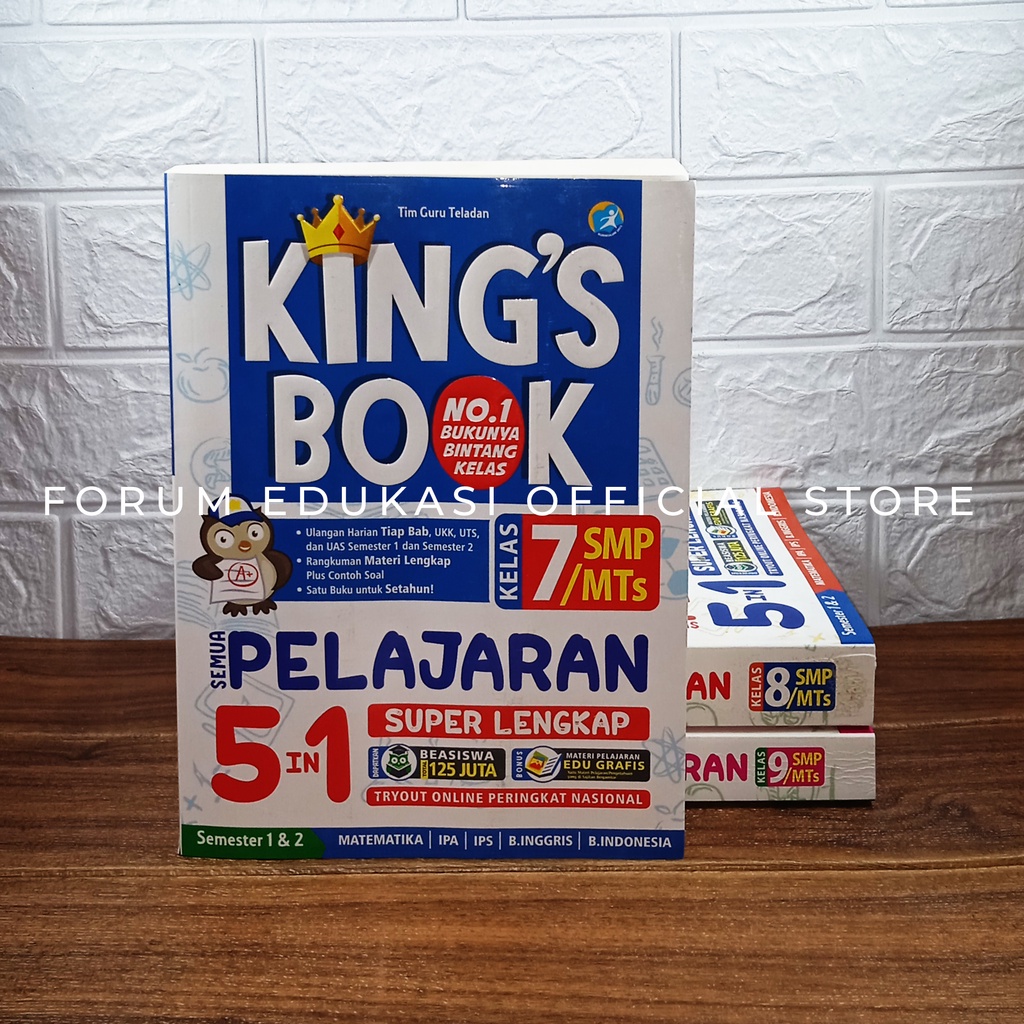 Tim Guru Teladan
KING'S
BOOK
NO.1
BUKUNYA
BINTANG
KELAS
FORUM EDUKASI OFFICIAL STORE
• Ulangan Harian Tiap Bab, UKK, UTS,
dan UAS Semester 1 dan Semester 2
• Rangkuman Materi Lengkap
Plus Contoh Soal
• Satu Buku untuk Setahun!
A+
KELAS
7 SMP
/MTs
SEMUA
PELAJARAN
5 IN 1
SUPER LENGKAP
DAPATKAN
BEASISWA
125 JUTA
BONUS
MATERI PELAJARAN
EDU GRAFIS
TRYOUT ONLINE PERINGKAT NASIONAL
Semester 1 & 2
MATEMATIKA | IPA | IPS | B.INGGRIS | B.INDONESIA
5 IN 1
Semester 1 & 2
AN
KELAS
8 SMP
/MTs
RAN
KELAS
9 SMP
/MTs